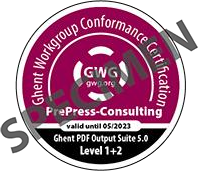 Ghent Workgroup Conformance Certification
GWG
gwg.org
PrePress-Consulting
valid until 05/2023
Ghent PDF Output Suite 5.0
Level 1+2
SPECIMEN